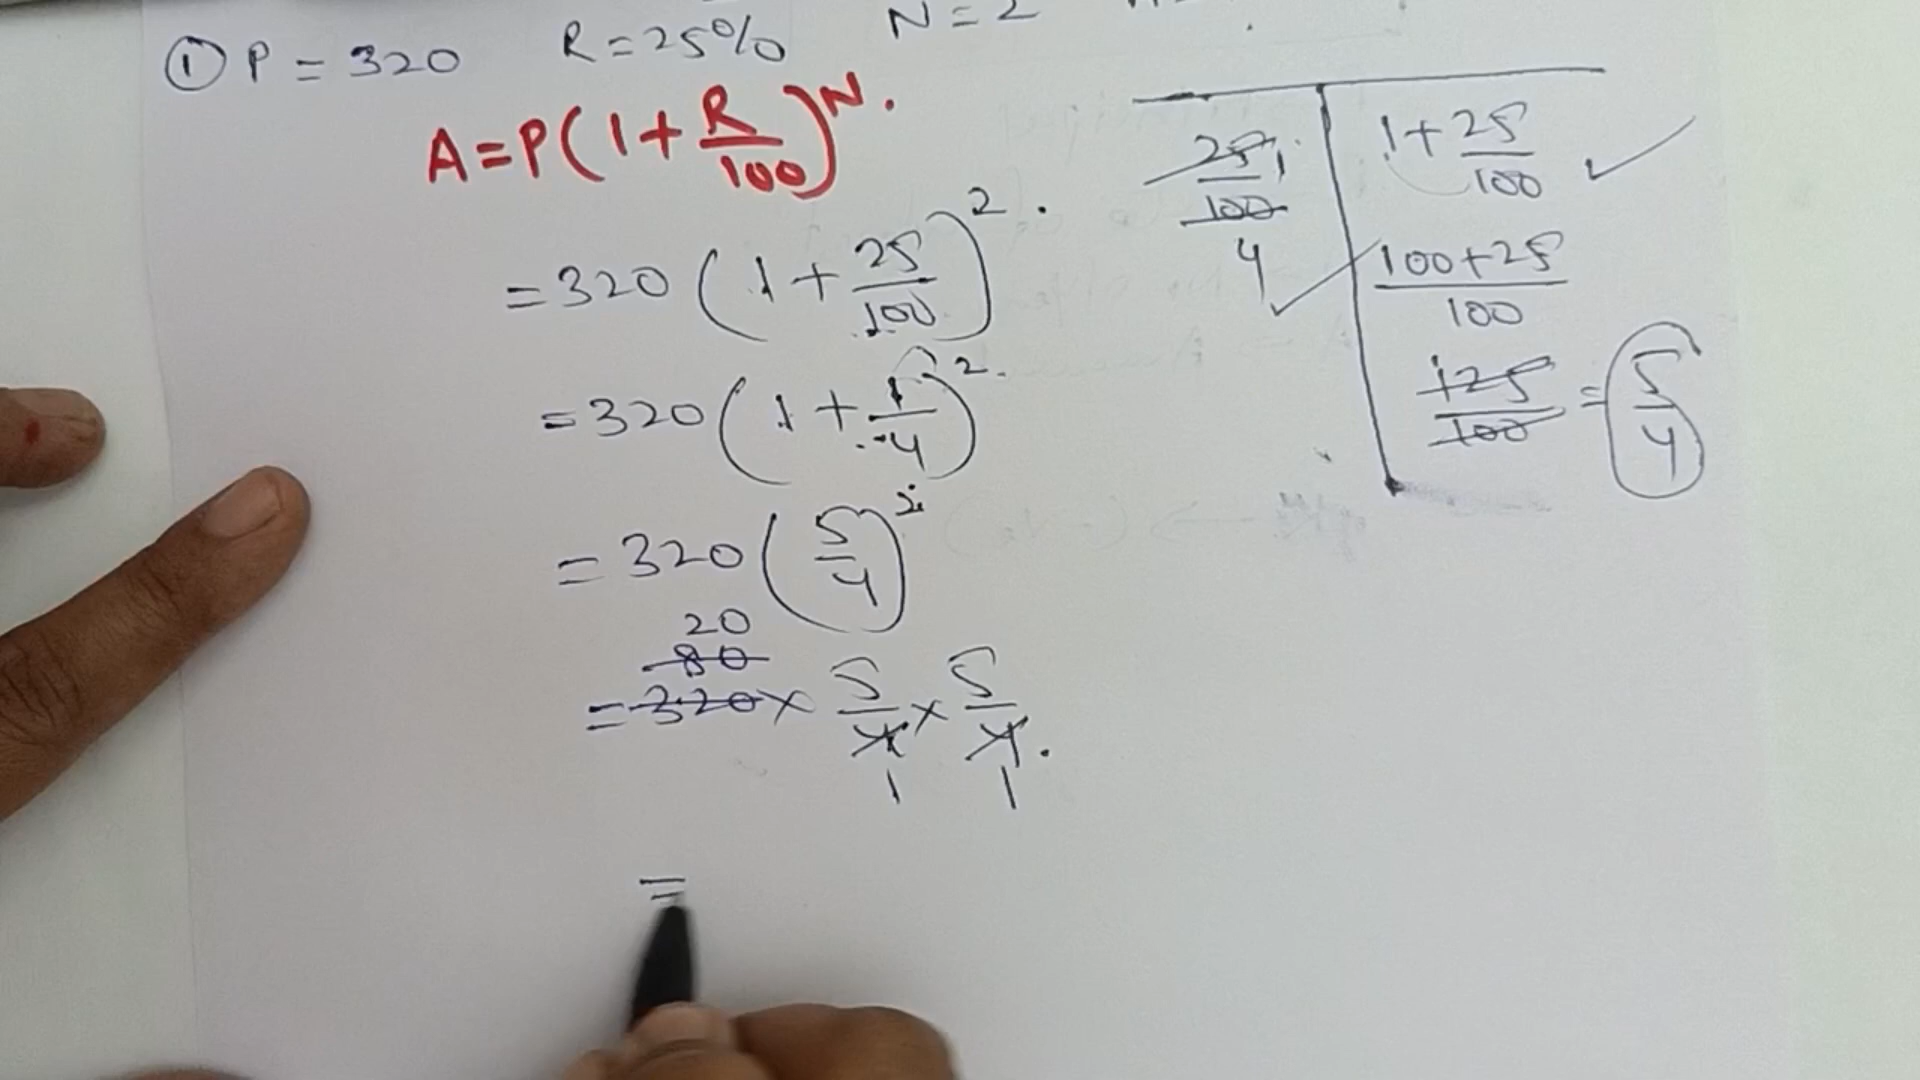 ① P = 320 R = 25% N = 2
A = P(1 + R/100)^N.
= 320 (1 + 25/100)^2.
= 320 (1 + 1/4)^2.
= 320 (5/4)^2
20
80
= 320 × 5/4 × 5/4.
1 1
=
25/100 1
4
1 + 25/100 ✓
100+25/100
125/100 = 5/4